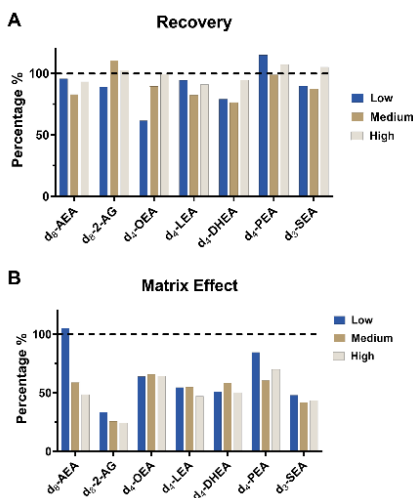 A
Recovery
Percentage %
100
50
0
Low
Medium
High
d8-AEA
d8-2-AG
d4-OEA
d4-LEA
d4-DHEA
d4-PEA
d3-SEA
B
Matrix Effect
Percentage %
100
50
0
Low
Medium
High
d8-AEA
d8-2-AG
d4-OEA
d4-LEA
d4-DHEA
d4-PEA
d3-SEA